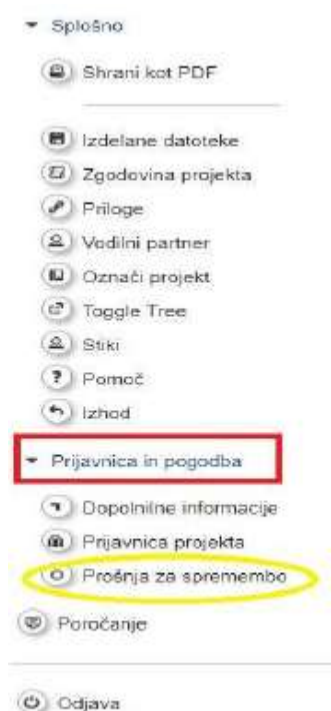 Splošno
Shrani kot PDF
Izdelane datoteke
Zgodovina projekta
Priloge
Vodilni partner
Označi projekt
Toggle Tree
Stiki
Pomoč
Izhod
Prijavnica in pogodba
Dopolnilne informacije
Prijavnica projekta
Prošnja za spremembo
Poročanje
Odjava